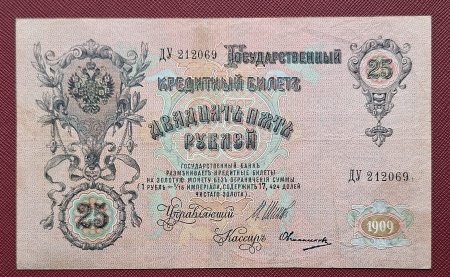 ДУ 212069
Государственный
25
Кредитный Билетъ
Двадцать пять
Рублей
ДУ 212069
Государственный Банкъ
размѣниваетъ кредитные билеты
на золотую монету безъ ограниченія суммы
(1 рубль = 1/15 имперіала, содержитъ 17,424 долей
чистаго золота).
25
Управляющій
1909
Кассиръ